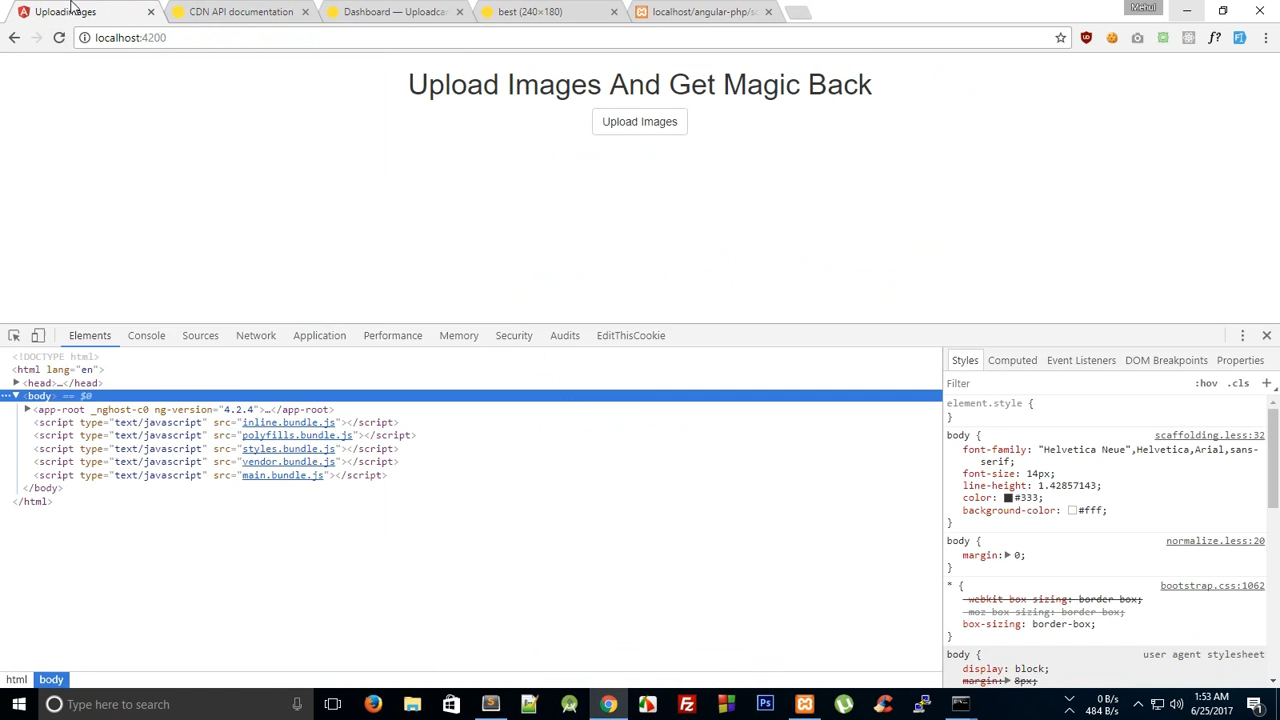 Mehul
Uploadimages
CDN API documentation
Dashboard — Uploadca
best (240×180)
localhost/angular-php/s
localhost:4200
Upload Images And Get Magic Back
Upload Images
Elements Console Sources Network Application Performance Memory Security Audits EditThisCookie
<!DOCTYPE html>
<html lang="en">
<head>…</head>
<body> == $0
<app-root _nghost-c0 ng-version="4.2.4">…</app-root>
<script type="text/javascript" src="inline.bundle.js"></script>
<script type="text/javascript" src="polyfills.bundle.js"></script>
<script type="text/javascript" src="styles.bundle.js"></script>
<script type="text/javascript" src="vendor.bundle.js"></script>
<script type="text/javascript" src="main.bundle.js"></script>
</body>
</html>
html body
Styles Computed Event Listeners DOM Breakpoints Properties
Filter :hov .cls
element.style {
}
body { scaffolding.less:32
font-family: "Helvetica Neue",Helvetica,Arial,sans-
serif;
font-size: 14px;
line-height: 1.42857143;
color: #333;
background-color: #fff;
}
body { normalize.less:20
margin: 0;
}
* { bootstrap.css:1062
-webkit-box-sizing: border-box;
-moz-box-sizing: border-box;
box-sizing: border-box;
}
body { user agent stylesheet
display: block;
margin: 8px;
Type here to search
0 B/s
484 B/s
1:53 AM
6/25/2017